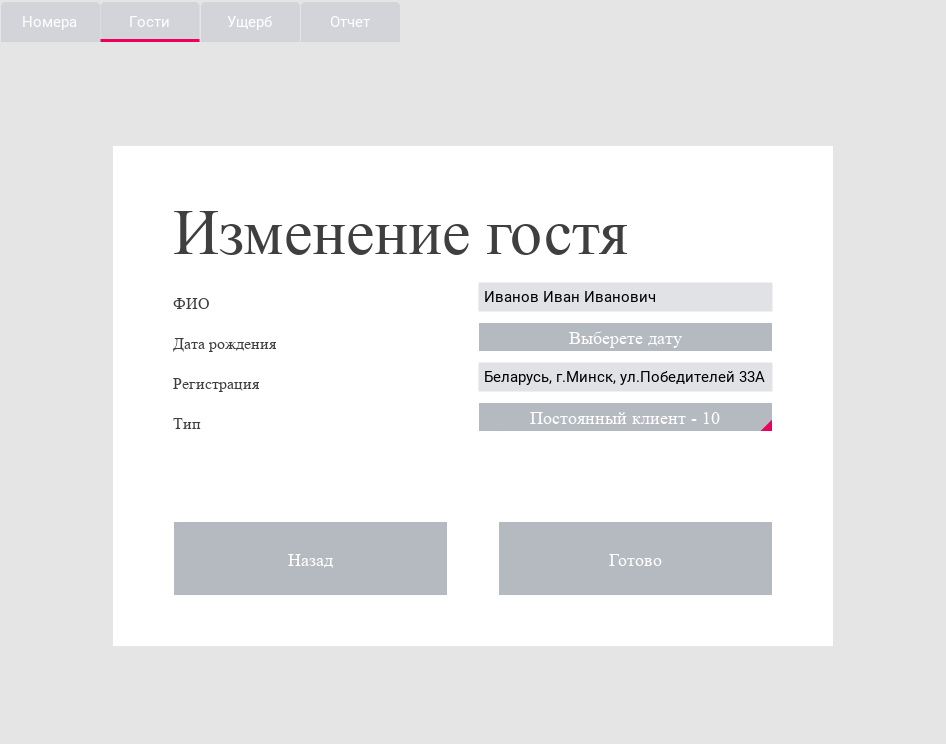 Номера
Гости
Ущерб
Отчет
Изменение гостя
ФИО
Иванов Иван Иванович
Дата рождения
Выберете дату
Регистрация
Беларусь, г.Минск, ул.Победителей 33А
Тип
Постоянный клиент - 10
Назад
Готово